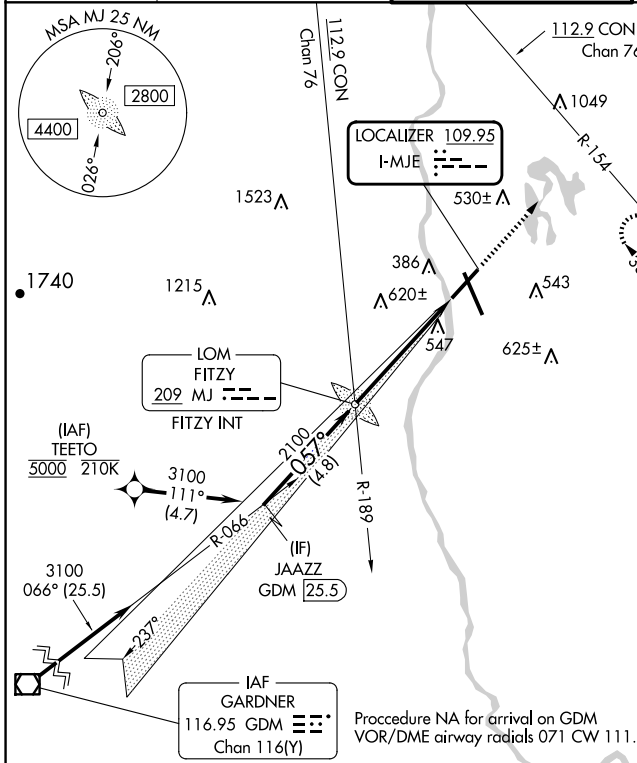 MSA MJ 25 NM
206°
2800
4400
026°
112.9 CON
Chan 76
112.9 CON
Chan 76
1049
R-154
LOCALIZER 109.95
I-MJE
530±
1523
1740
1215
386
620±
543
547
625±
LOM
FITZY
209 MJ
FITZY INT
(IAF)
TEETO
5000 210K
3100
111°
(4.7)
2100
057°
(4.8)
R-066
R-189
(IF)
JAAZZ
GDM 25.5
3100
066° (25.5)
237°
IAF
GARDNER
116.95 GDM
Chan 116(Y)
Proccedure NA for arrival on GDM
VOR/DME airway radials 071 CW 111.